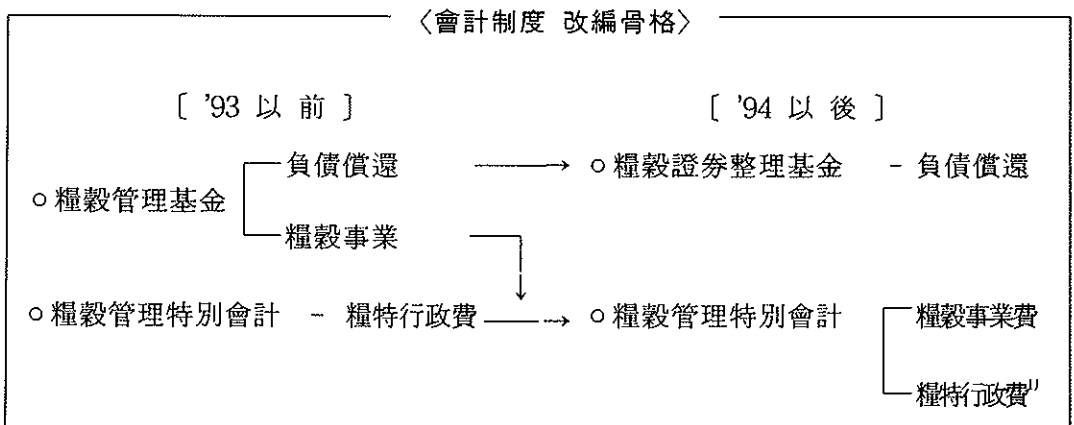 〈會計制度 改編骨格〉
〔 '93 以 前 〕 〔 '94 以 後 〕
負債償還 → ○ 糧穀證券整理基金 - 負債償還
○ 糧穀管理基金
糧穀事業
○ 糧穀管理特別會計 - 糧特行政費 → ○ 糧穀管理特別會計 糧穀事業費
糧特行政費¹⁾